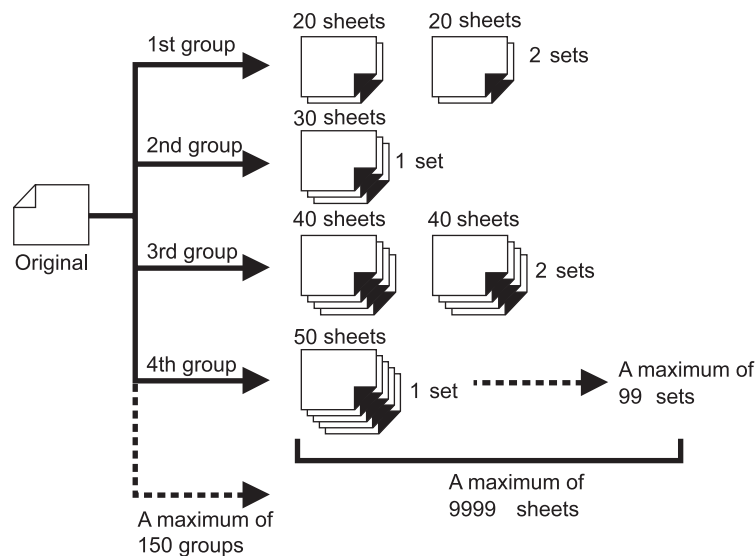 20 sheets
20 sheets
1st group
2 sets
30 sheets
2nd group
1 set
40 sheets
40 sheets
3rd group
2 sets
Original
50 sheets
4th group
1 set
A maximum of
99 sets
A maximum of
9999 sheets
A maximum of
150 groups